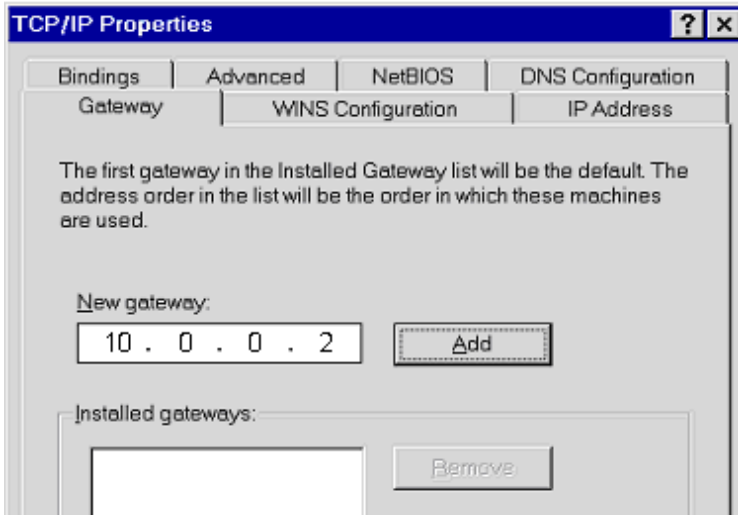 TCP/IP Properties
? ×
Bindings Advanced NetBIOS DNS Configuration
Gateway WINS Configuration IP Address
The first gateway in the Installed Gateway list will be the default. The
address order in the list will be the order in which these machines
are used.
New gateway:
10 . 0 . 0 . 2 Add
Installed gateways:
Remove